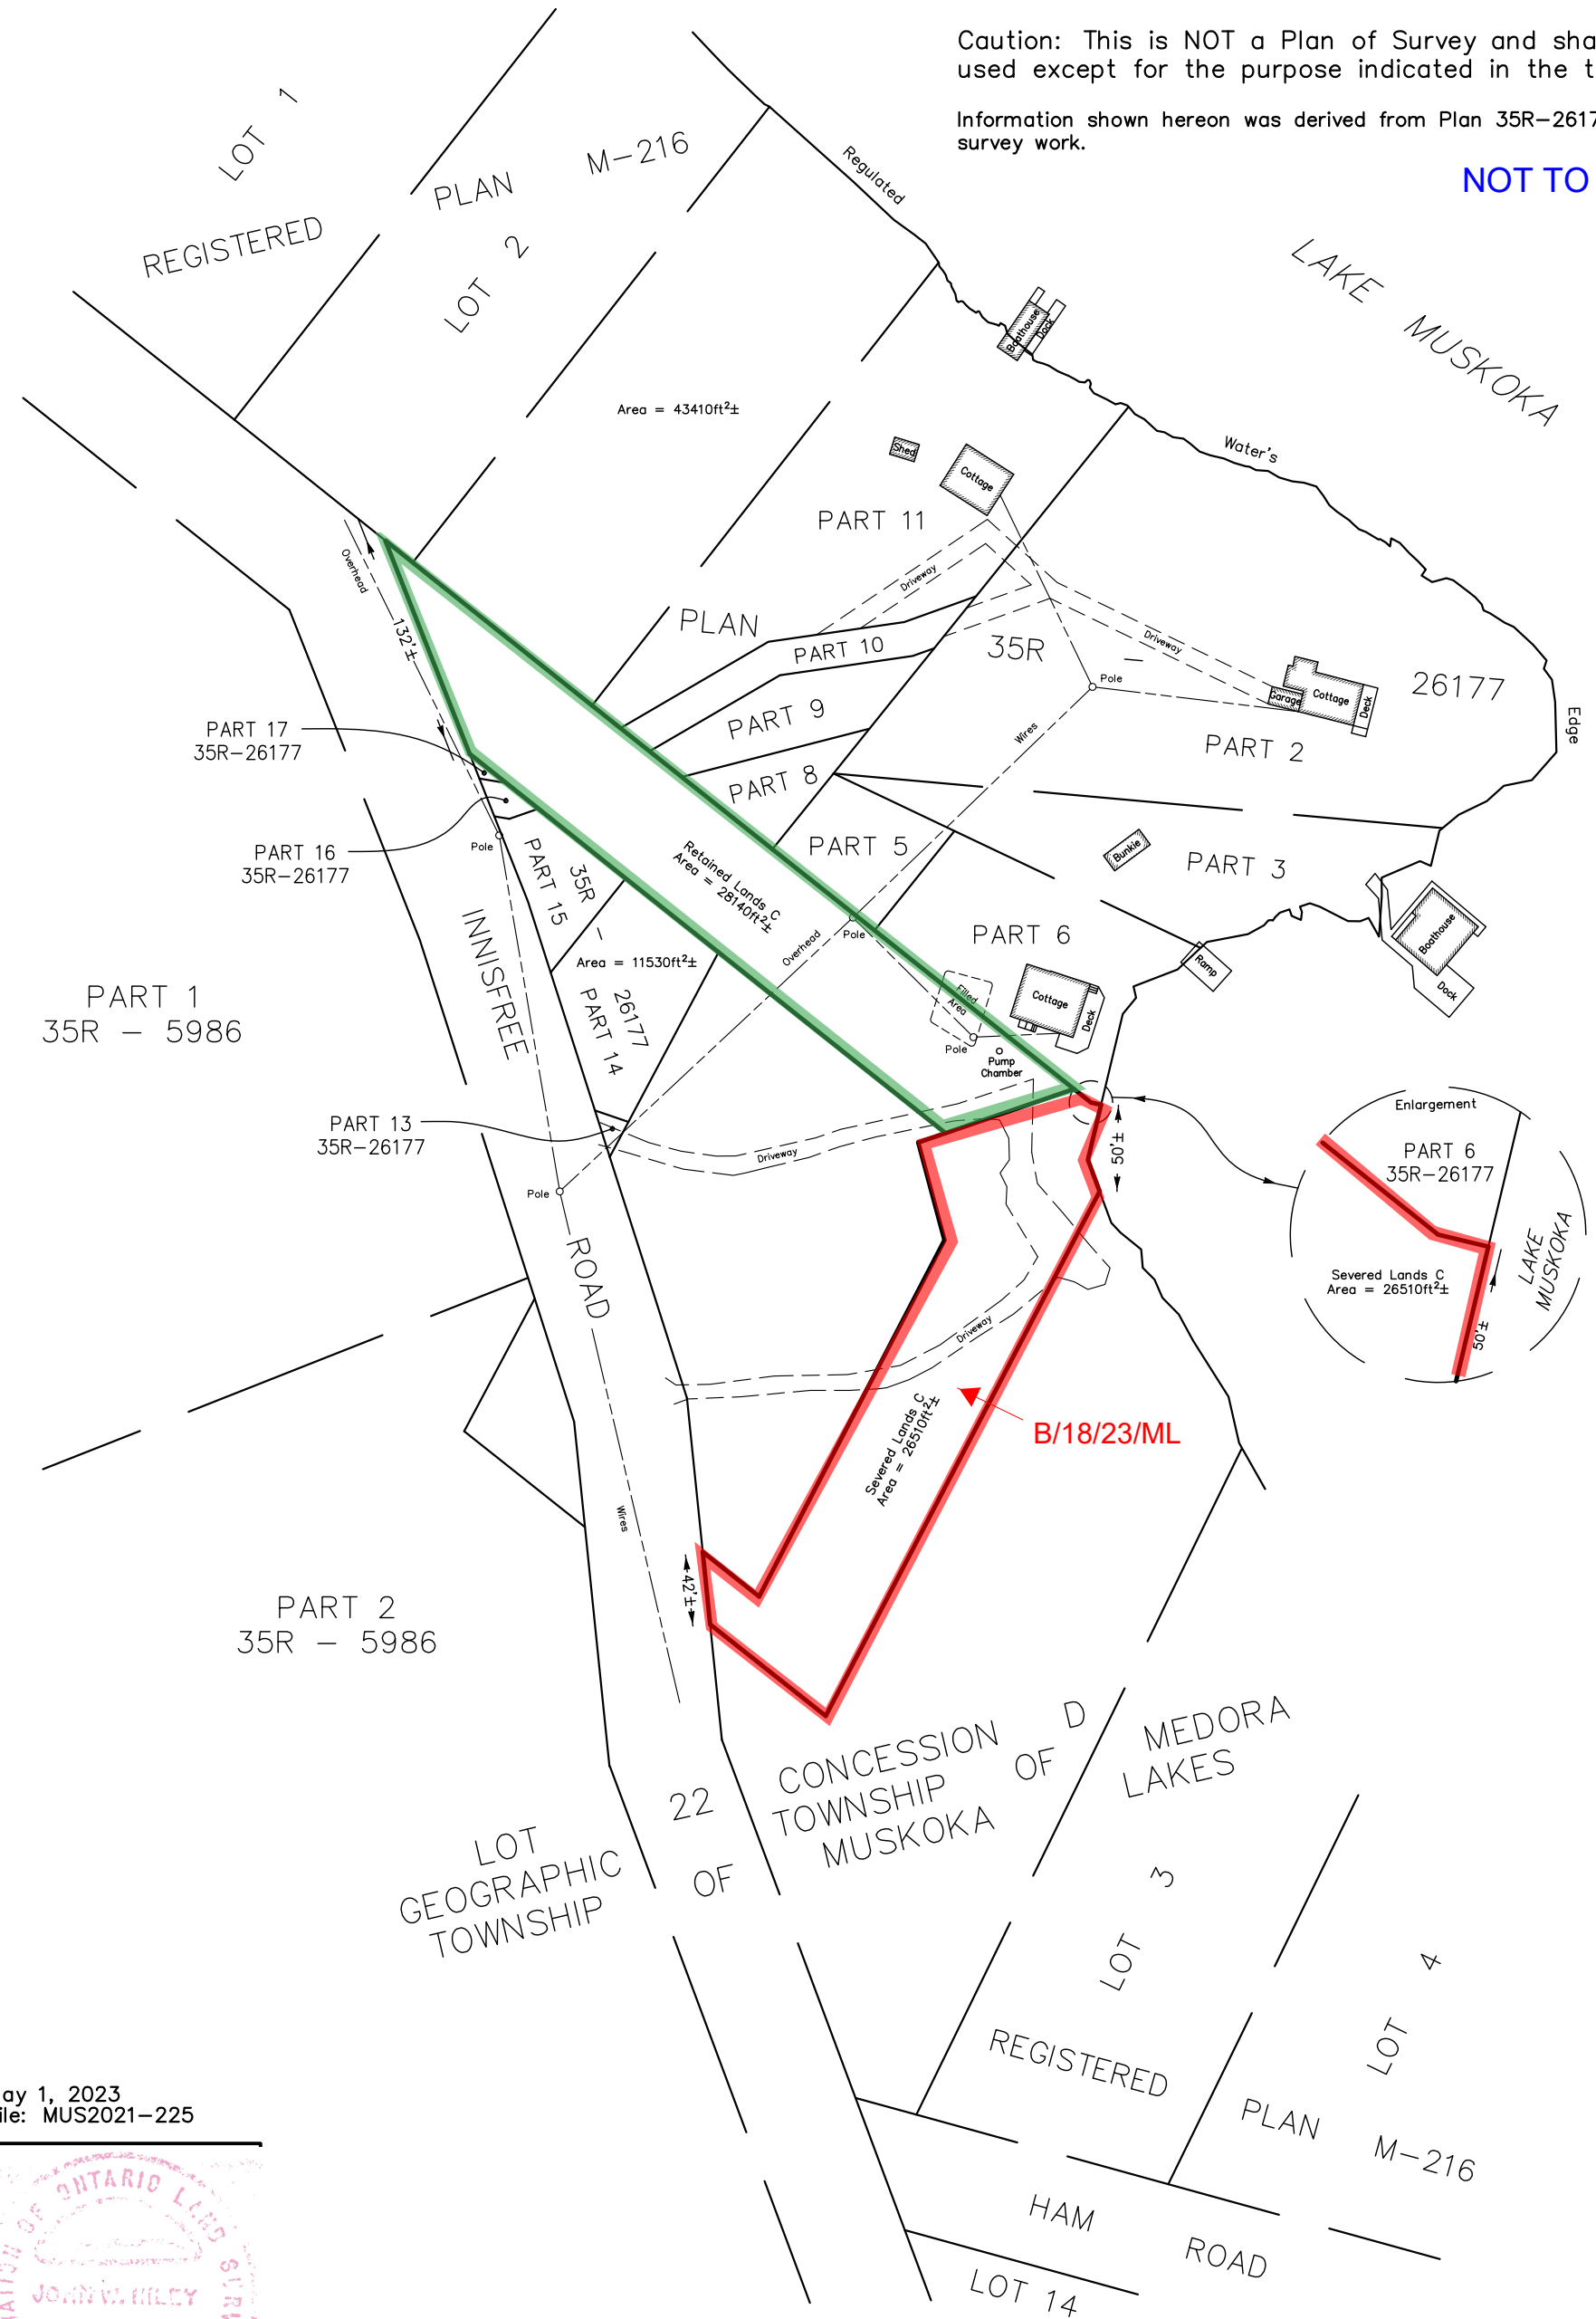 Caution: This is NOT a Plan of Survey and sha
used except for the purpose indicated in the t
Information shown hereon was derived from Plan 35R-2617
survey work.
NOT TO
LOT 1
REGISTERED
PLAN M-216
LOT 2
Regulated
LAKE MUSKOKA
Boathouse
Dock
Area = 43410ft²±
Water's
Shed
Cottage
PART 11
Overhead
132'±
Driveway
PLAN
PART 10
35R – 26177
Driveway
Pole
Garage
Cottage
Deck
Edge
PART 17
35R-26177
PART 9
Wires
PART 2
PART 8
PART 16
35R-26177
Pole
PART 15
35R – 26177
Retained Lands C
Area = 28140ft²±
PART 5
Bunkie
PART 3
Pole
Overhead
PART 6
Boathouse
Dock
Ramp
INNISFREE
Area = 11530ft²±
PART 14
Filled
Area
Cottage
Deck
PART 1
35R – 5986
Pole
Pump
Chamber
PART 13
35R-26177
Driveway
50'±
Enlargement
PART 6
35R-26177
LAKE
MUSKOKA
Severed Lands C
Area = 26510ft²±
50'±
Pole
ROAD
Driveway
Severed Lands C
Area = 26510ft²±
B/18/23/ML
Wires
42'±
PART 2
35R – 5986
LOT 22 CONCESSION D
GEOGRAPHIC TOWNSHIP OF MEDORA
TOWNSHIP OF MUSKOKA LAKES
LOT 3
LOT 4
REGISTERED
PLAN M-216
HAM ROAD
LOT 14
ay 1, 2023
ile: MUS2021-225
ONTARIO LAND
OF